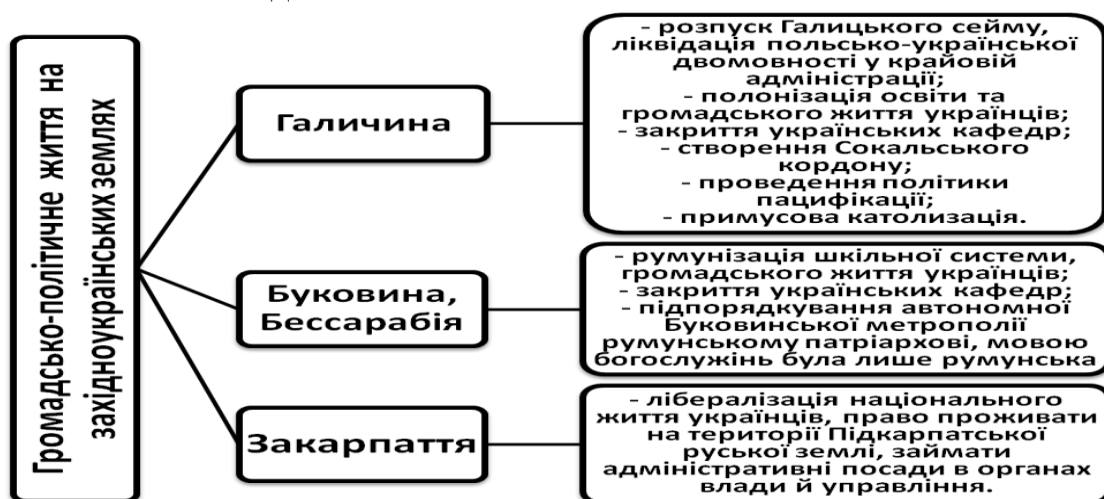 Громадсько-політичне життя на
західноукраїнських землях
Галичина
- розпуск Галицького сейму,
ліквідація польсько-української
двомовності у крайовій
адміністрації;
- полонізація освіти та
громадського життя українців;
- закриття українських кафедр;
- створення Сокальського
кордону;
- проведення політики
пацифікації;
- примусова католизація.
Буковина,
Бессарабія
- румунізація шкільної системи,
громадського життя українців;
- закриття українських кафедр;
- підпорядкування автономної
Буковинської метрополії
румунському патріархові, мовою
богослужінь була лише румунська
Закарпаття
- лібералізація національного
життя українців, право проживати
на території Підкарпатської
руської землі, займати
адміністративні посади в органах
влади й управління.